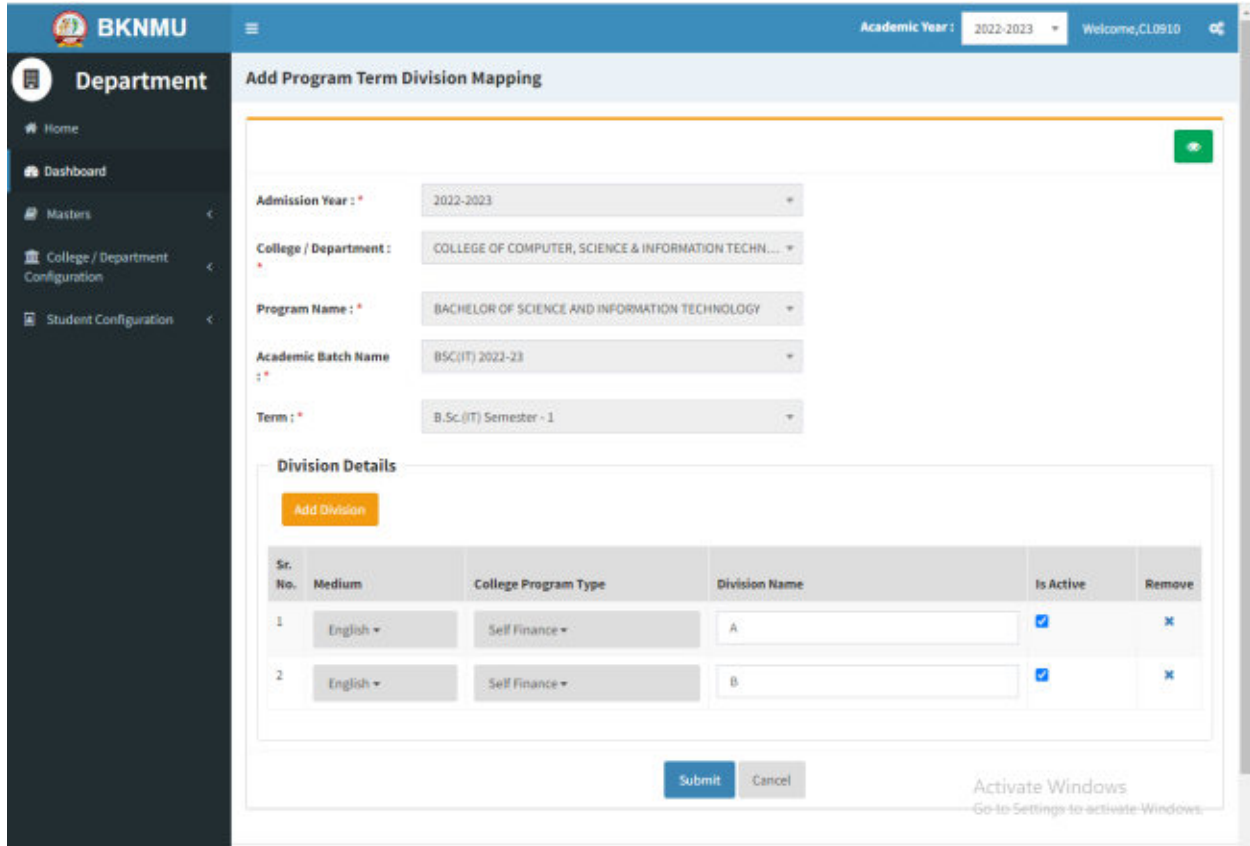 BKNMU
Academic Year :
2022-2023
Welcome,CL0910
Department
Add Program Term Division Mapping
Home
Dashboard
Masters
College / Department
Configuration
Student Configuration
Admission Year : *
2022-2023
College / Department :
*
COLLEGE OF COMPUTER, SCIENCE & INFORMATION TECHN...
Program Name : *
BACHELOR OF SCIENCE AND INFORMATION TECHNOLOGY
Academic Batch Name
: *
BSC(IT) 2022-23
Term : *
B.Sc.(IT) Semester - 1
Division Details
Add Division
Sr.
No.
Medium
College Program Type
Division Name
Is Active
Remove
1
English
Self Finance
A
2
English
Self Finance
B
Submit
Cancel
Activate Windows
Go to Settings to activate Windows.